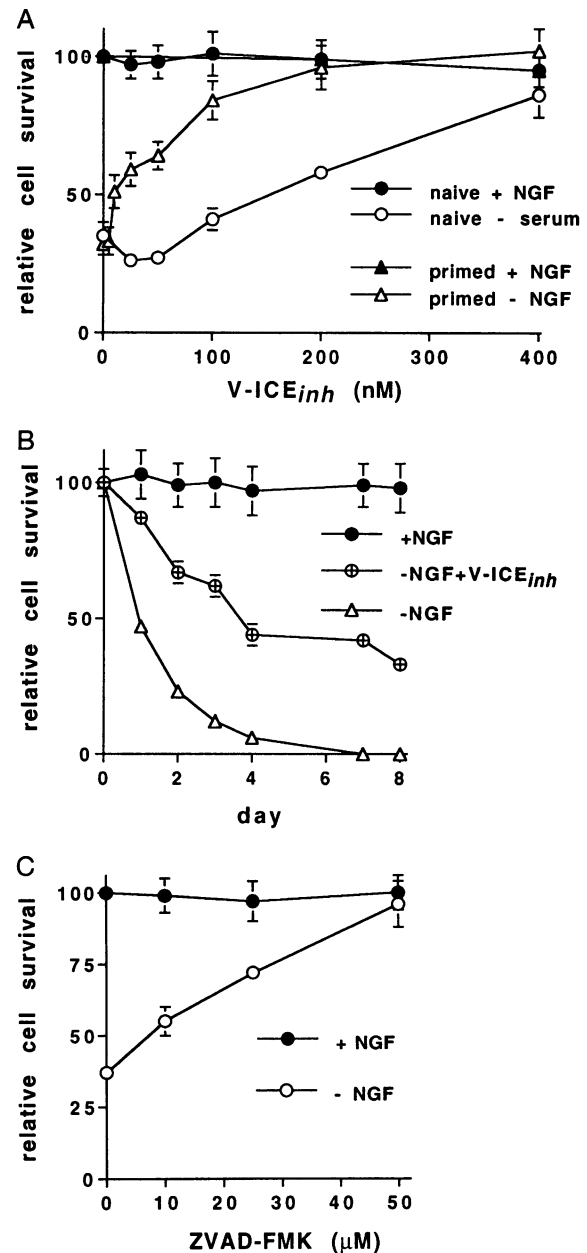 A
relative cell survival
100
50
0
naive + NGF
naive - serum
primed + NGF
primed - NGF
0 100 200 300 400
V-ICEinh (nM)
B
relative cell survival
100
50
0
+NGF
-NGF+V-ICEinh
-NGF
0 2 4 6 8
day
C
relative cell survival
100
75
50
25
0
+ NGF
- NGF
0 10 20 30 40 50
ZVAD-FMK (μM)